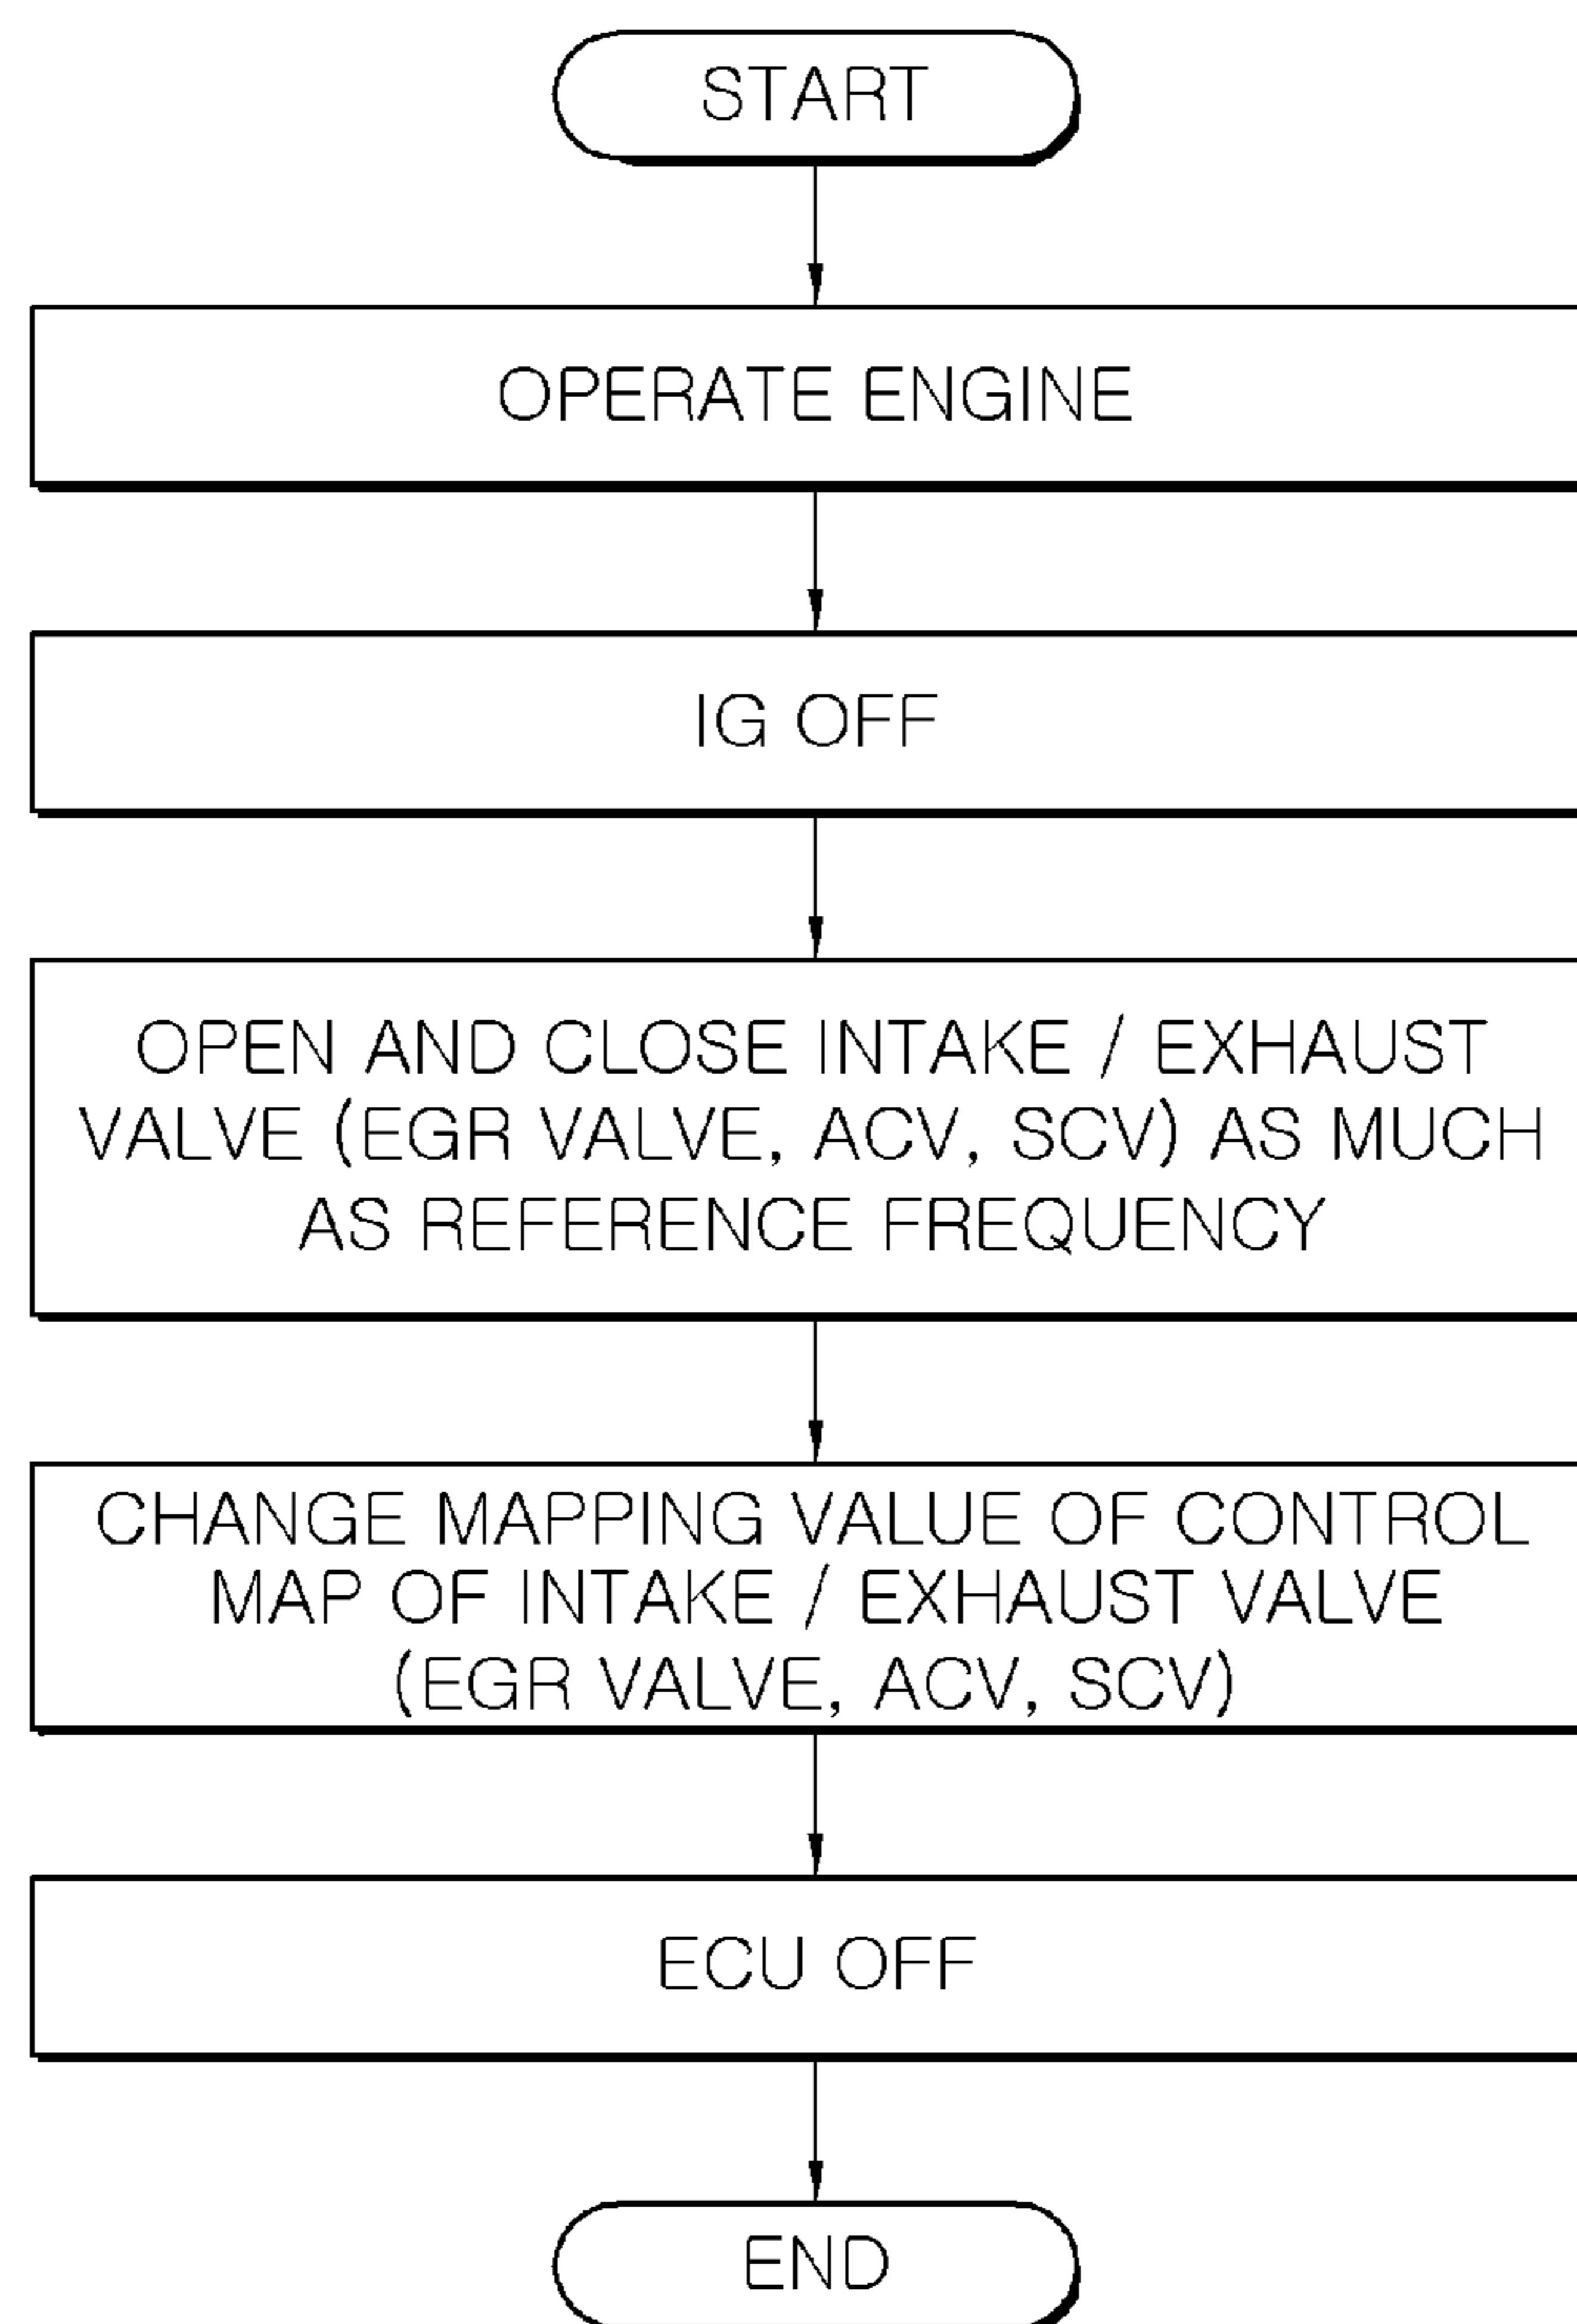 START
OPERATE ENGINE
IG OFF
OPEN AND CLOSE INTAKE / EXHAUST
VALVE (EGR VALVE, ACV, SCV) AS MUCH
AS REFERENCE FREQUENCY
CHANGE MAPPING VALUE OF CONTROL
MAP OF INTAKE / EXHAUST VALVE
(EGR VALVE, ACV, SCV)
ECU OFF
END